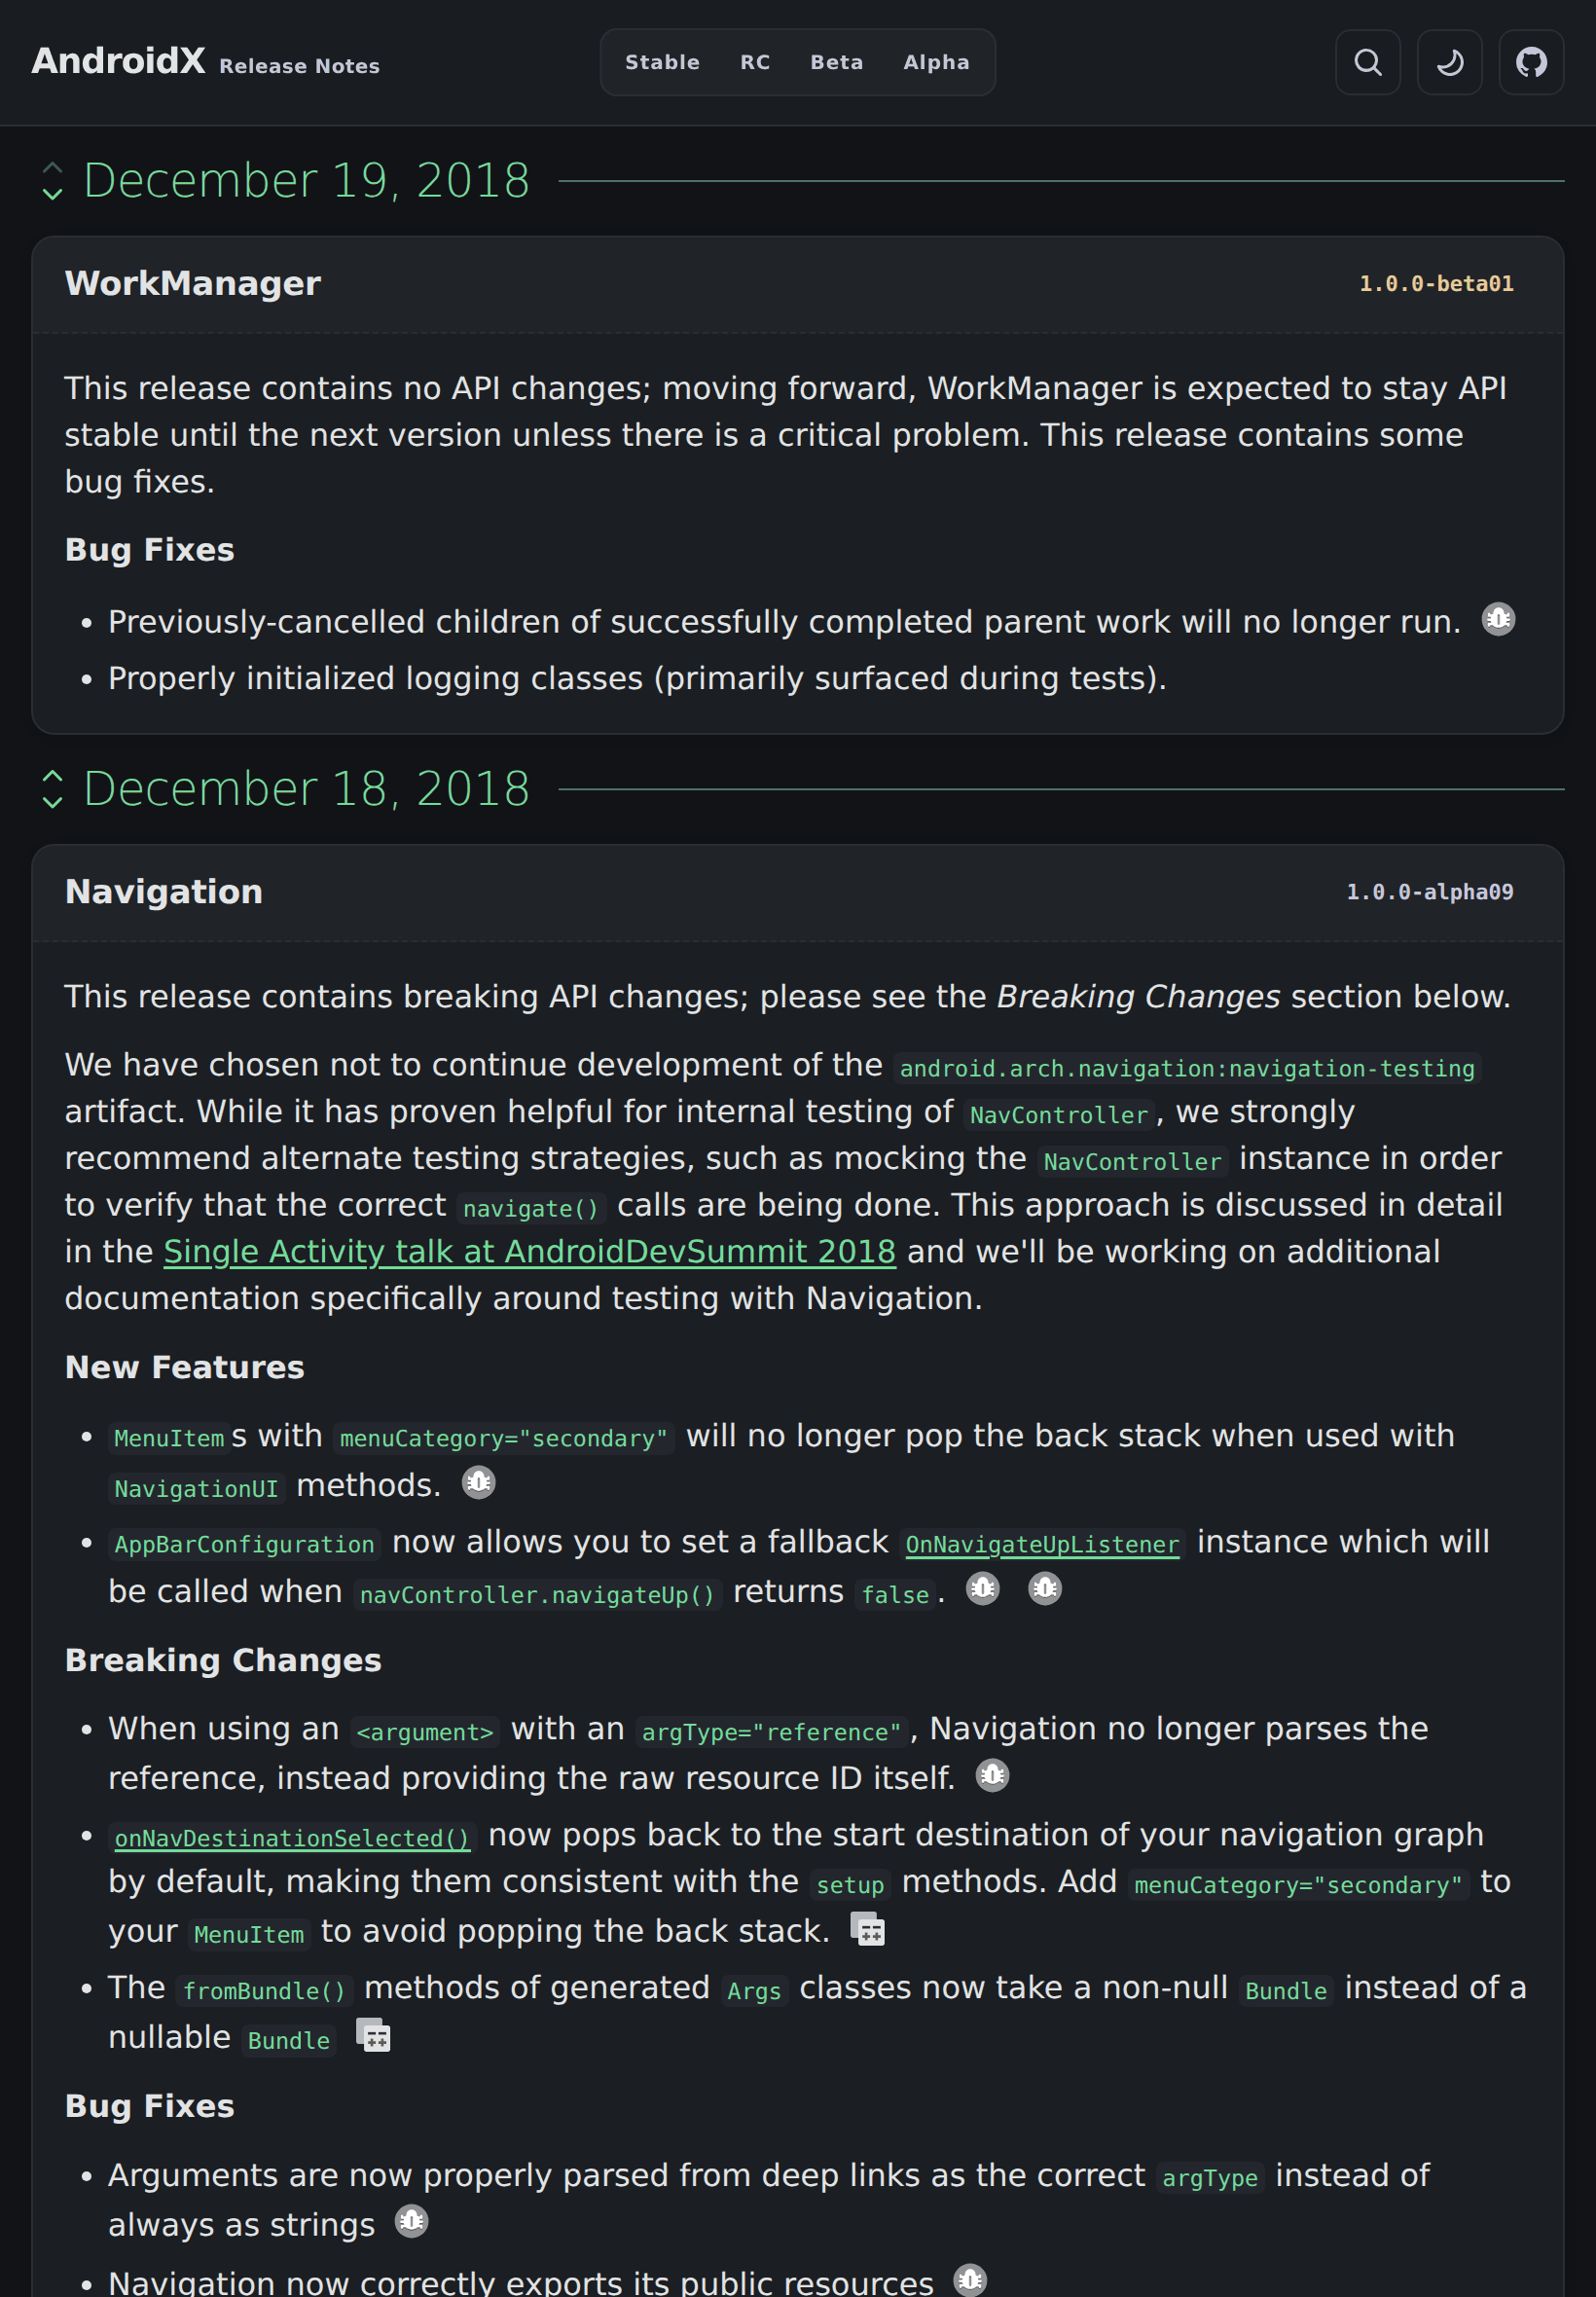 AndroidX Release Notes
Stable RC Beta Alpha
December 19, 2018
WorkManager 1.0.0-beta01
This release contains no API changes; moving forward, WorkManager is expected to stay API
stable until the next version unless there is a critical problem. This release contains some
bug fixes.
Bug Fixes
• Previously-cancelled children of successfully completed parent work will no longer run.
• Properly initialized logging classes (primarily surfaced during tests).
December 18, 2018
Navigation 1.0.0-alpha09
This release contains breaking API changes; please see the Breaking Changes section below.
We have chosen not to continue development of the android.arch.navigation:navigation-testing
artifact. While it has proven helpful for internal testing of NavController, we strongly
recommend alternate testing strategies, such as mocking the NavController instance in order
to verify that the correct navigate() calls are being done. This approach is discussed in detail
in the Single Activity talk at AndroidDevSummit 2018 and we'll be working on additional
documentation specifically around testing with Navigation.
New Features
• MenuItems with menuCategory="secondary" will no longer pop the back stack when used with
NavigationUI methods.
• AppBarConfiguration now allows you to set a fallback OnNavigateUpListener instance which will
be called when navController.navigateUp() returns false.
Breaking Changes
• When using an <argument> with an argType="reference", Navigation no longer parses the
reference, instead providing the raw resource ID itself.
• onNavDestinationSelected() now pops back to the start destination of your navigation graph
by default, making them consistent with the setup methods. Add menuCategory="secondary" to
your MenuItem to avoid popping the back stack.
• The fromBundle() methods of generated Args classes now take a non-null Bundle instead of a
nullable Bundle
Bug Fixes
• Arguments are now properly parsed from deep links as the correct argType instead of
always as strings
• Navigation now correctly exports its public resources